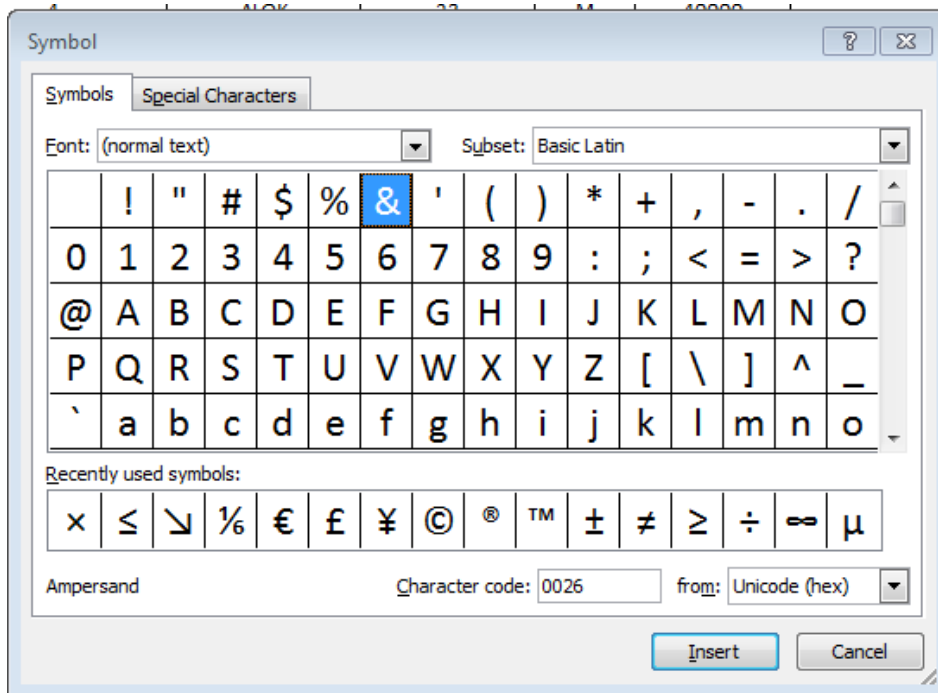 Symbol
Symbols Special Characters
Font: (normal text) Subset: Basic Latin
! " # $ % & ' ( ) * + , - . /
0 1 2 3 4 5 6 7 8 9 : ; < = > ?
@ A B C D E F G H I J K L M N O
P Q R S T U V W X Y Z [ \ ] ^ _
` a b c d e f g h i j k l m n o
Recently used symbols:
× ≤ ↘ ⅙ € £ ¥ © ® ™ ± ≠ ≥ ÷ ∞ µ
Ampersand Character code: 0026 from: Unicode (hex)
Insert Cancel